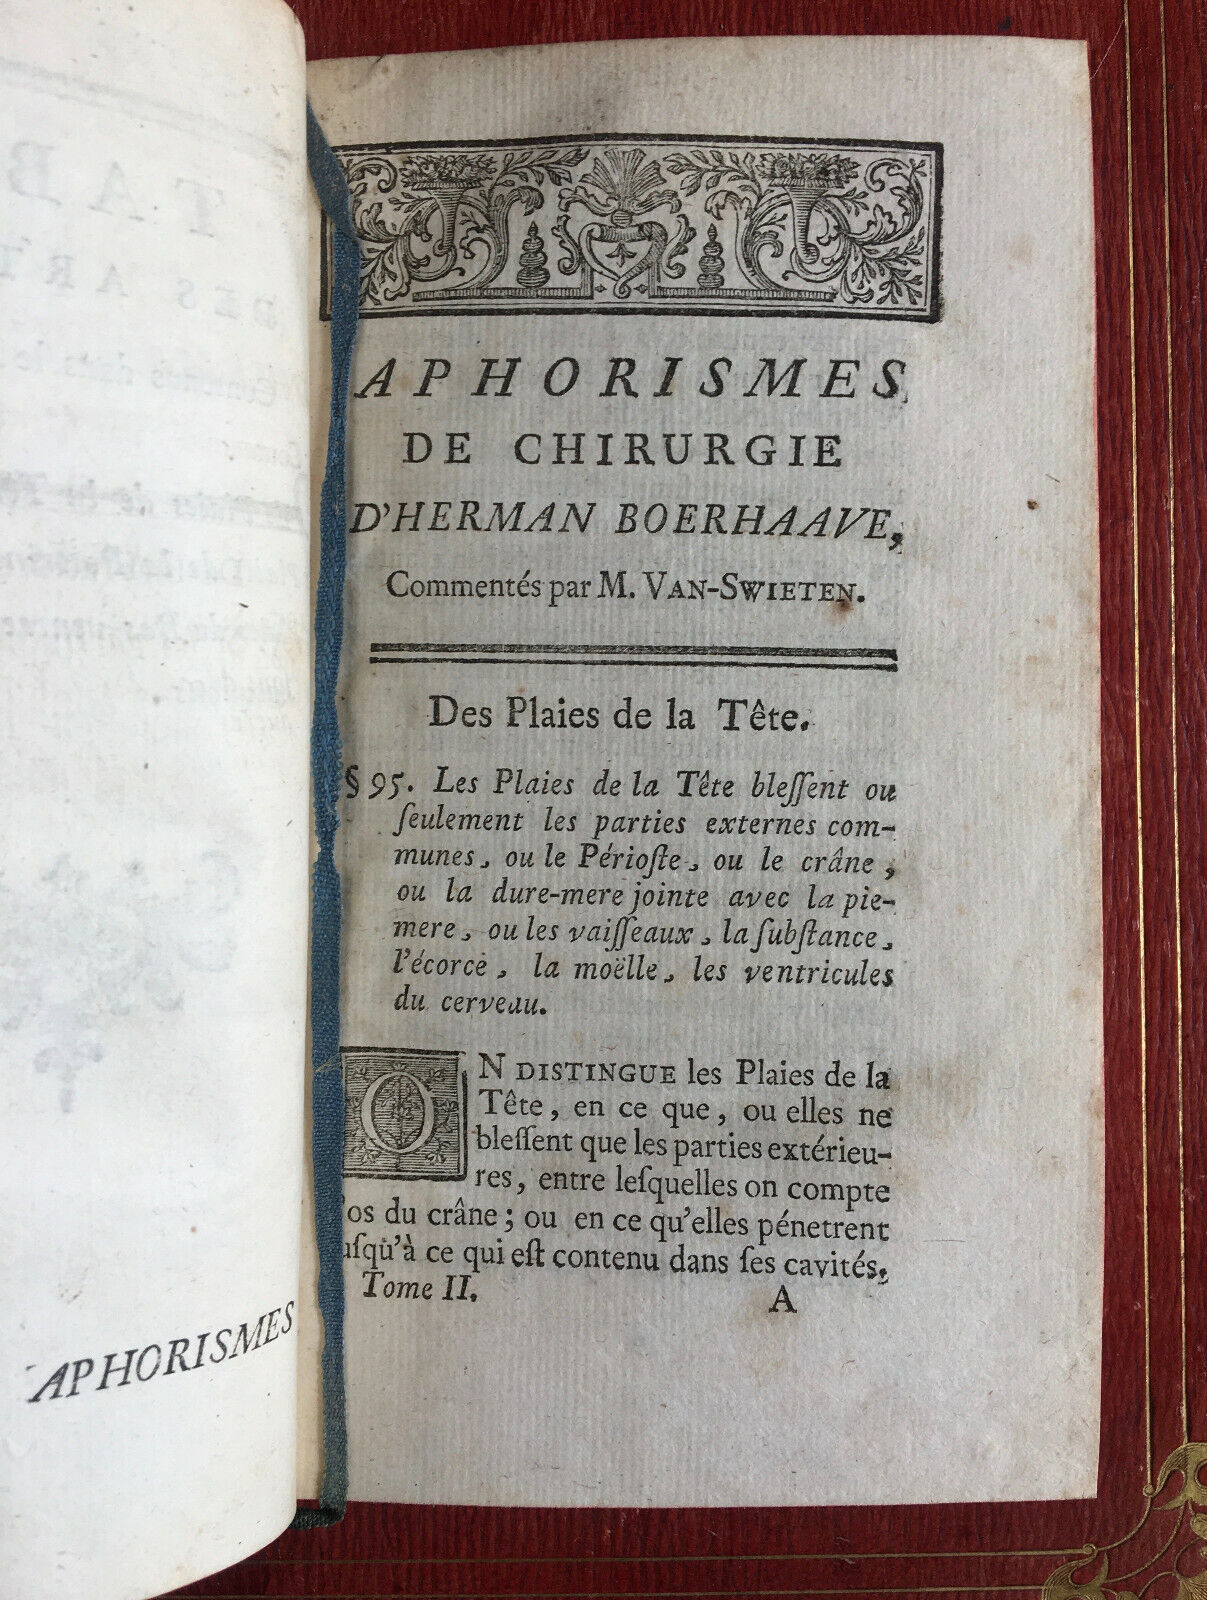 APHORISMES
APHORISMES
DE CHIRURGIE
D'HERMAN BOERHAAVE,
Commentés par M. VAN-SWIETEN.
Des Plaies de la Tête.
§ 95. Les Plaies de la Tête bleſſent ou
ſeulement les parties externes com-
munes, ou le Périoſte, ou le crâne,
ou la dure-mere jointe avec la pie-
mere, ou les vaiſſeaux, la ſubſtance,
l'écorce, la moëlle, les ventricules
du cerveau.
ON DISTINGUE les Plaies de la
Tête, en ce que, ou elles ne
bleſſent que les parties extérieu-
res, entre leſquelles on compte
os du crâne; ou en ce qu'elles pénetrent
uſqu'à ce qui eſt contenu dans ſes cavités.
Tome II. A